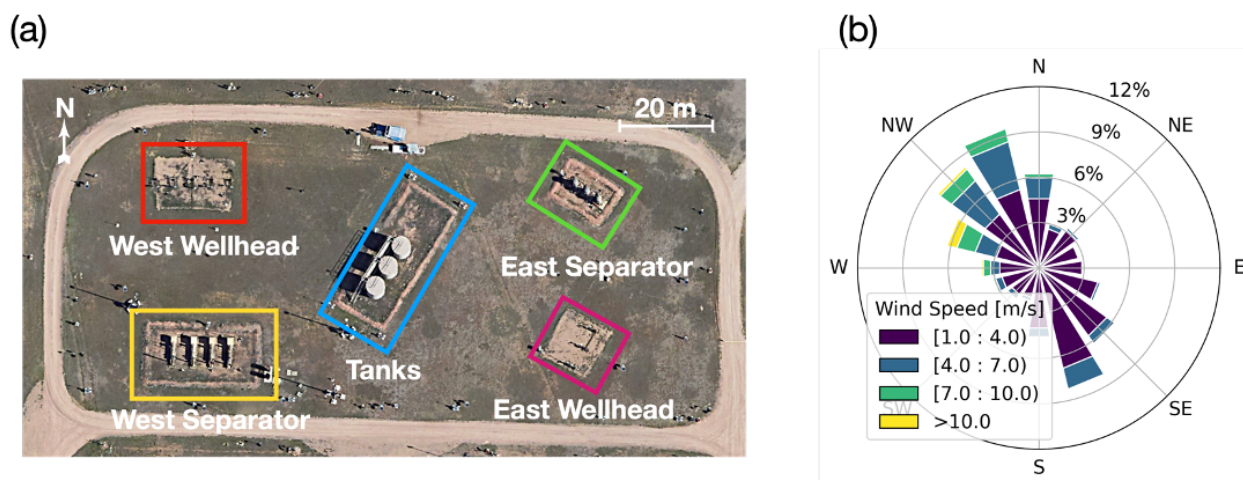 (a)
N
20 m
West Wellhead
East Separator
Tanks
East Wellhead
West Separator
(b)
N
12%
NW
9%
NE
6%
3%
W
E
Wind Speed [m/s]
[1.0 : 4.0)
[4.0 : 7.0)
[7.0 : 10.0)
>10.0
SW
SE
S